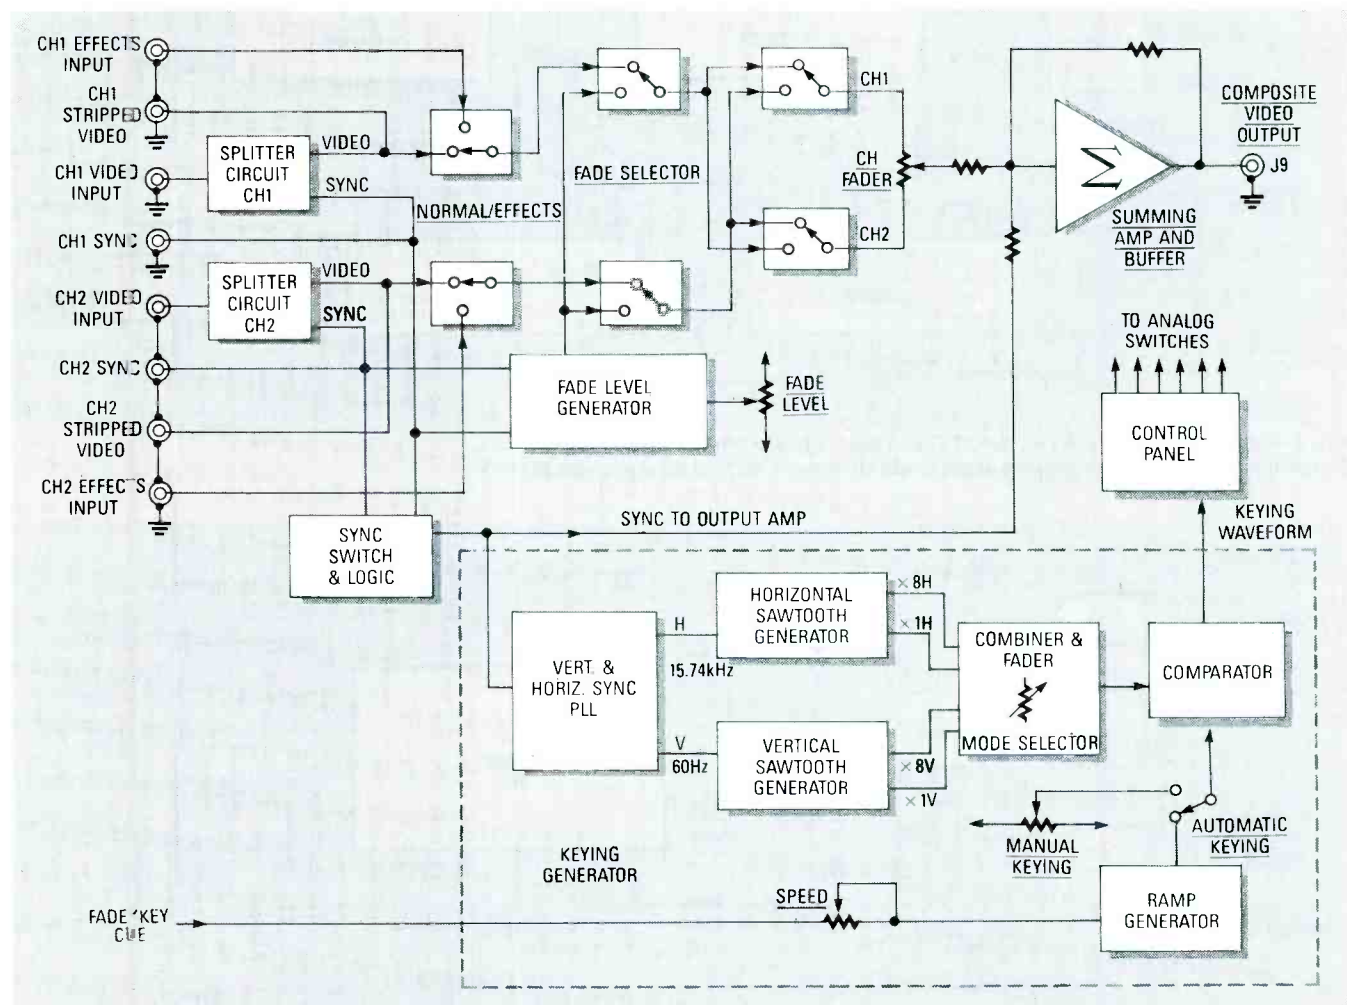 CH1 EFFECTS
INPUT
CH1
STRIPPED
VIDEO
CH1 VIDEO
INPUT
CH1 SYNC
CH2 VIDEO
INPUT
CH2 SYNC
CH2
STRIPPED
VIDEO
CH2 EFFECTS
INPUT
SPLITTER
CIRCUIT
CH1
VIDEO
SYNC
SPLITTER
CIRCUIT
CH2
VIDEO
SYNC
NORMAL/EFFECTS
FADE SELECTOR
CH1
CH
FADER
CH2
Σ
SUMMING
AMP AND
BUFFER
COMPOSITE
VIDEO
OUTPUT
J9
FADE LEVEL
GENERATOR
FADE
LEVEL
TO ANALOG
SWITCHES
CONTROL
PANEL
KEYING
WAVEFORM
SYNC
SWITCH
& LOGIC
SYNC TO OUTPUT AMP
VERT. &
HORIZ. SYNC
PLL
H
15.74kHz
V
60Hz
HORIZONTAL
SAWTOOTH
GENERATOR
× 8H
× 1H
VERTICAL
SAWTOOTH
GENERATOR
× 8V
× 1V
COMBINER &
FADER
MODE SELECTOR
COMPARATOR
MANUAL
KEYING
AUTOMATIC
KEYING
KEYING
GENERATOR
SPEED
RAMP
GENERATOR
FADE KEY
CUE